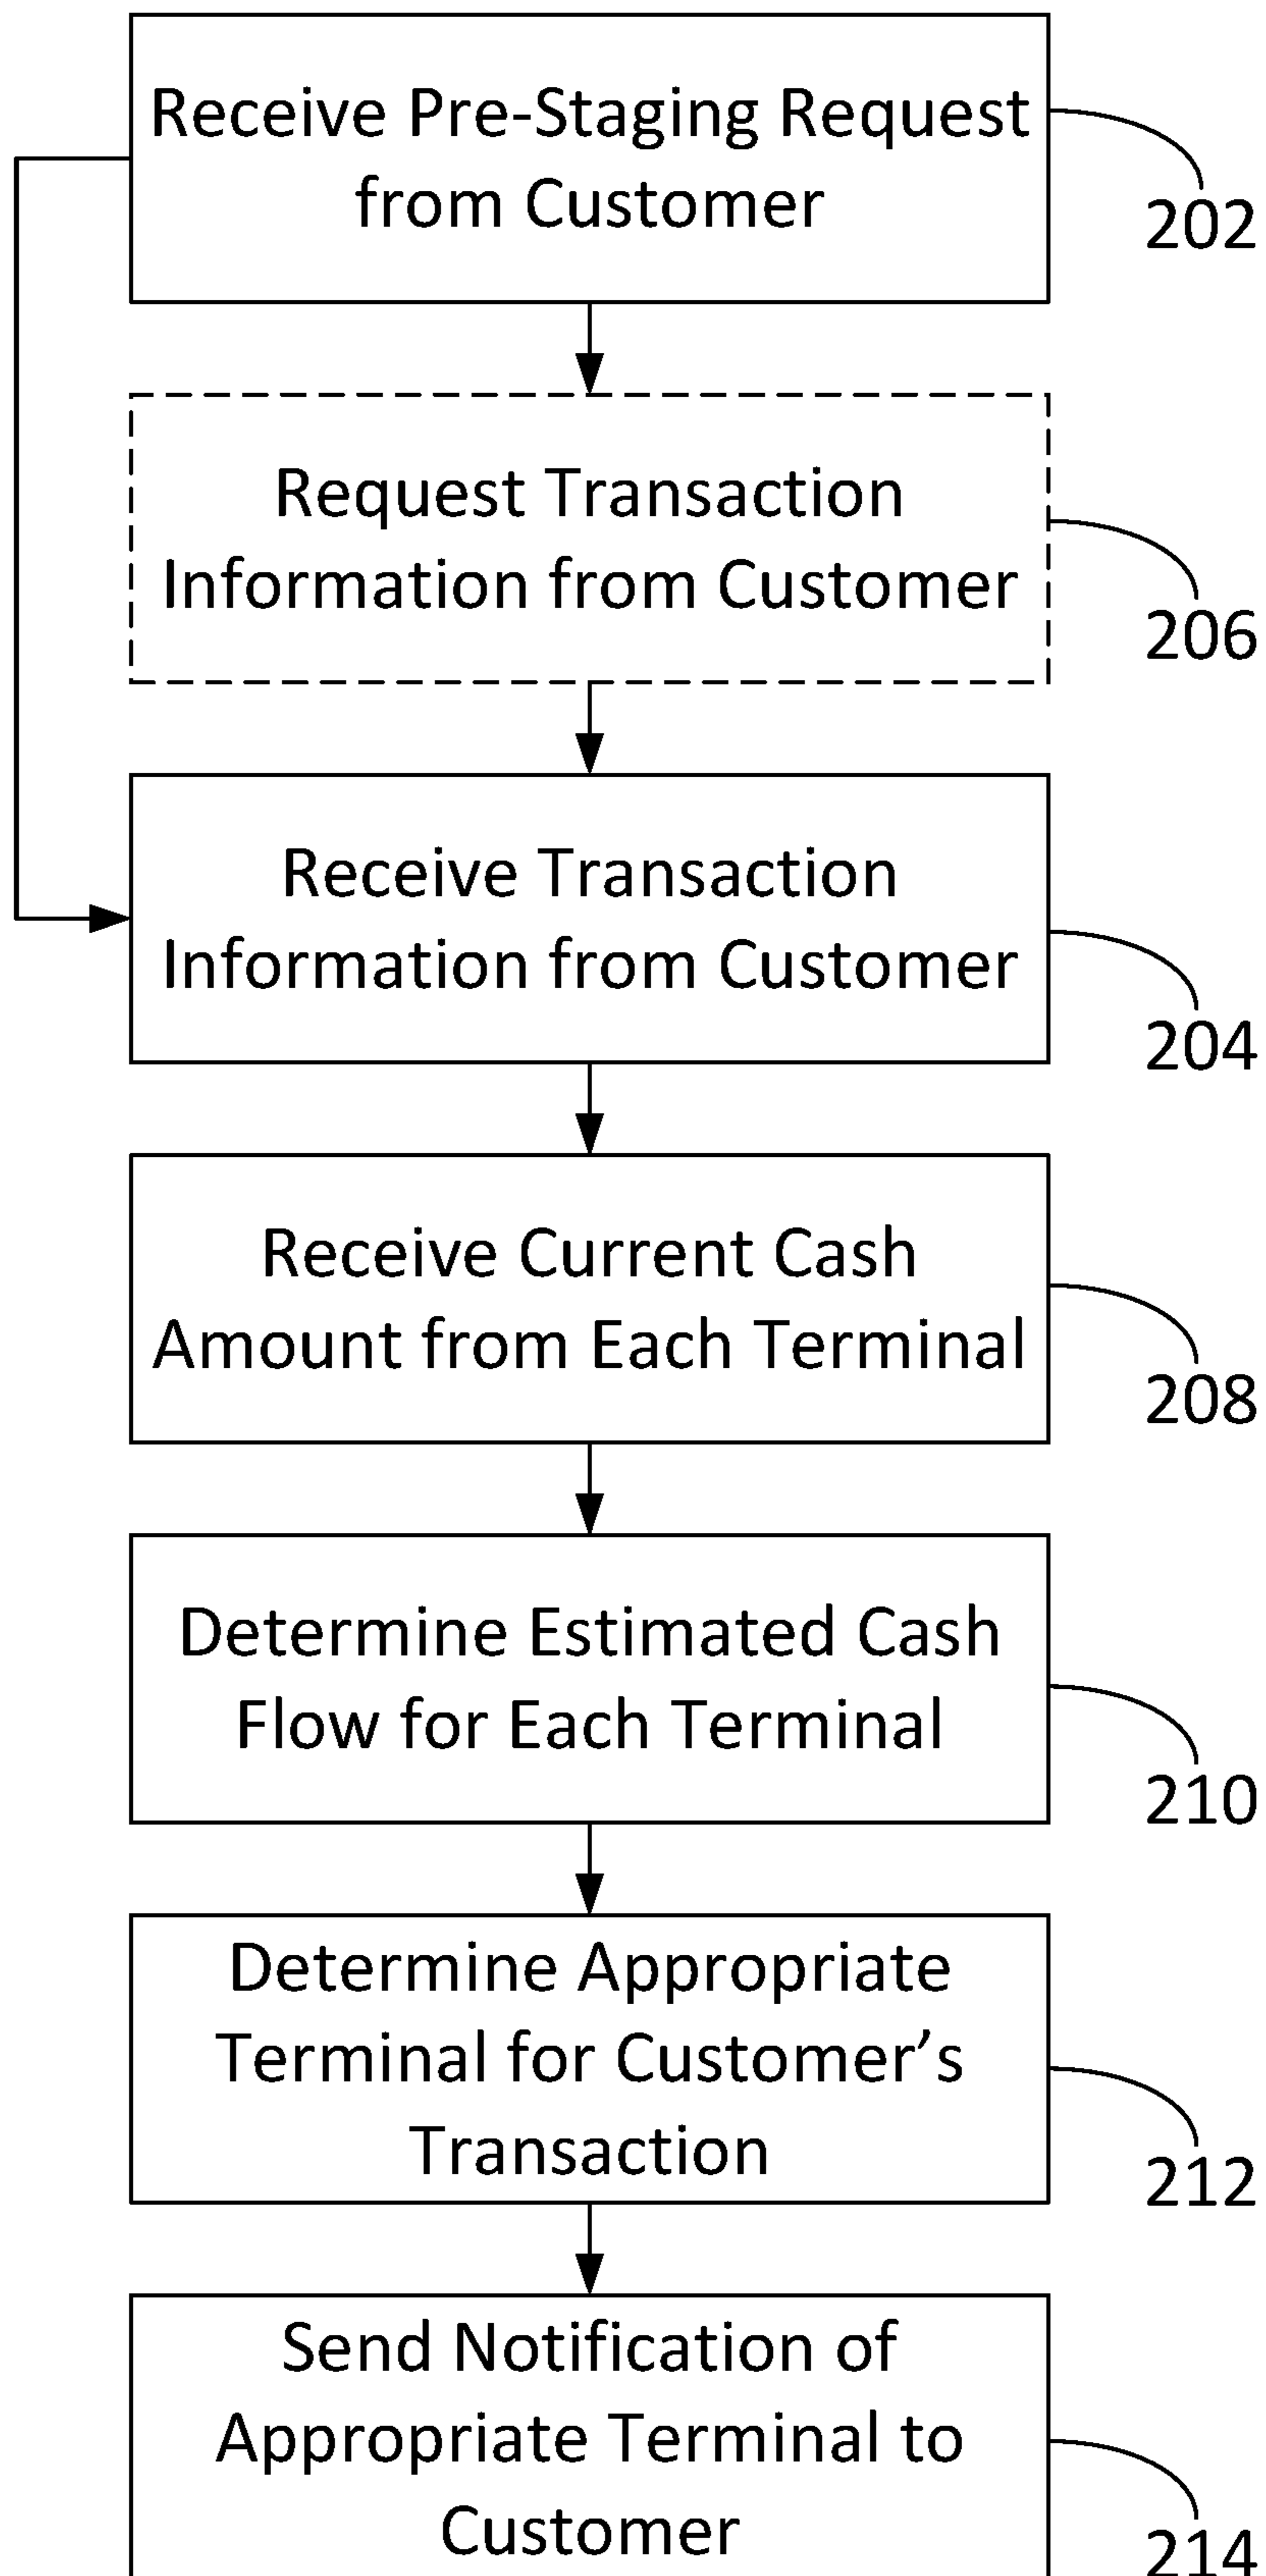 Receive Pre-Staging Request
from Customer
202
Request Transaction
Information from Customer
206
Receive Transaction
Information from Customer
204
Receive Current Cash
Amount from Each Terminal
208
Determine Estimated Cash
Flow for Each Terminal
210
Determine Appropriate
Terminal for Customer’s
Transaction
212
Send Notification of
Appropriate Terminal to
Customer
214